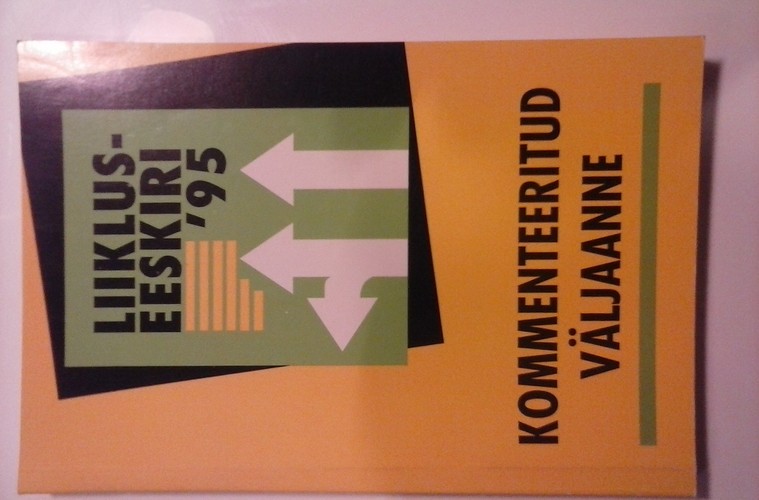 LIIKLUS-
EESKIRI
'95
KOMMENTEERITUD
VÄLJAANNE